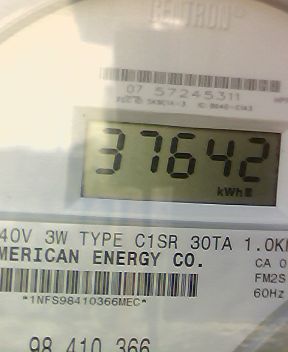 CENTRON
07 57245311
37642
kWh
40V 3W TYPE C1SR 30TA 1.0K
MERICAN ENERGY CO.
CA 0
FM2S
60Hz
*1NFS98410366MEC*
98 410 366